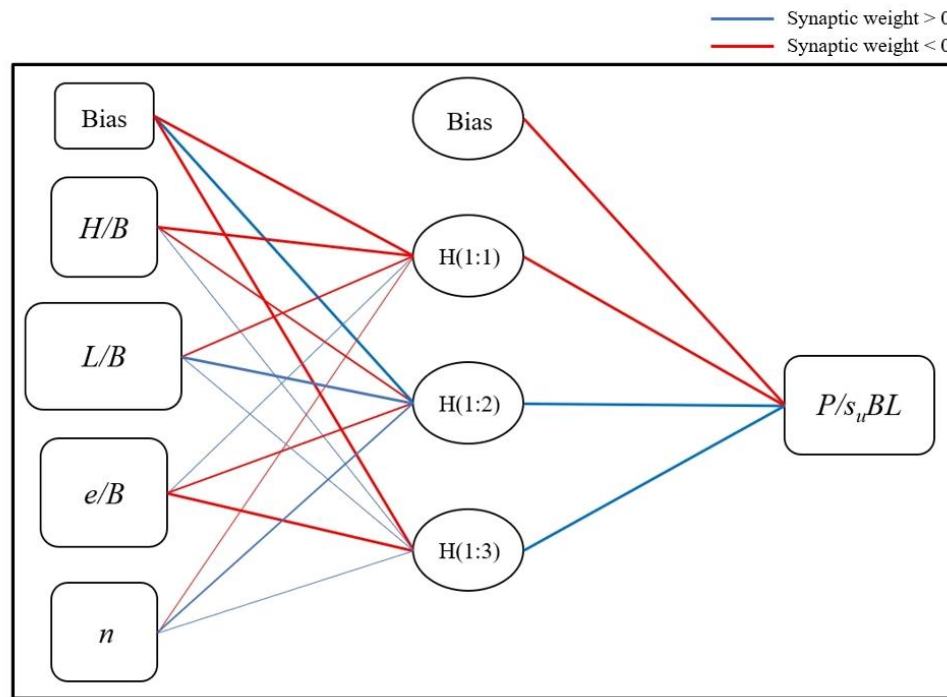 Synaptic weight > 0
Synaptic weight < 0
Bias
H/B
L/B
e/B
n
Bias
H(1:1)
H(1:2)
H(1:3)
P/s_uBL